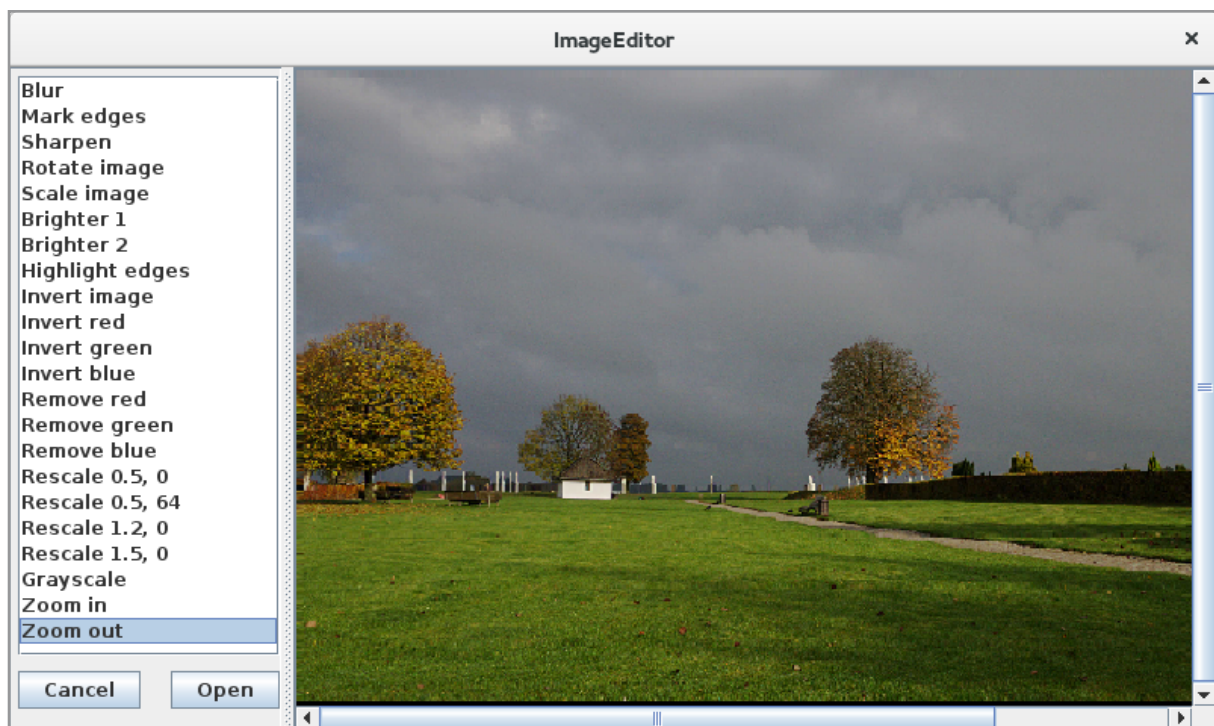 ImageEditor
×
Blur
Mark edges
Sharpen
Rotate image
Scale image
Brighter 1
Brighter 2
Highlight edges
Invert image
Invert red
Invert green
Invert blue
Remove red
Remove green
Remove blue
Rescale 0.5, 0
Rescale 0.5, 64
Rescale 1.2, 0
Rescale 1.5, 0
Grayscale
Zoom in
Zoom out
Cancel Open